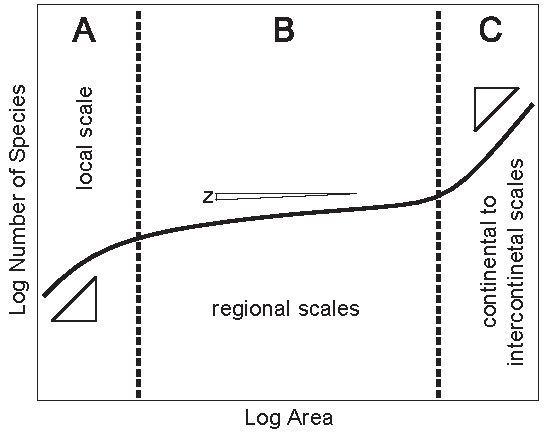 A
B
C
Log Number of Species
local scale
z
regional scales
continental to
intercontinetal scales
Log Area